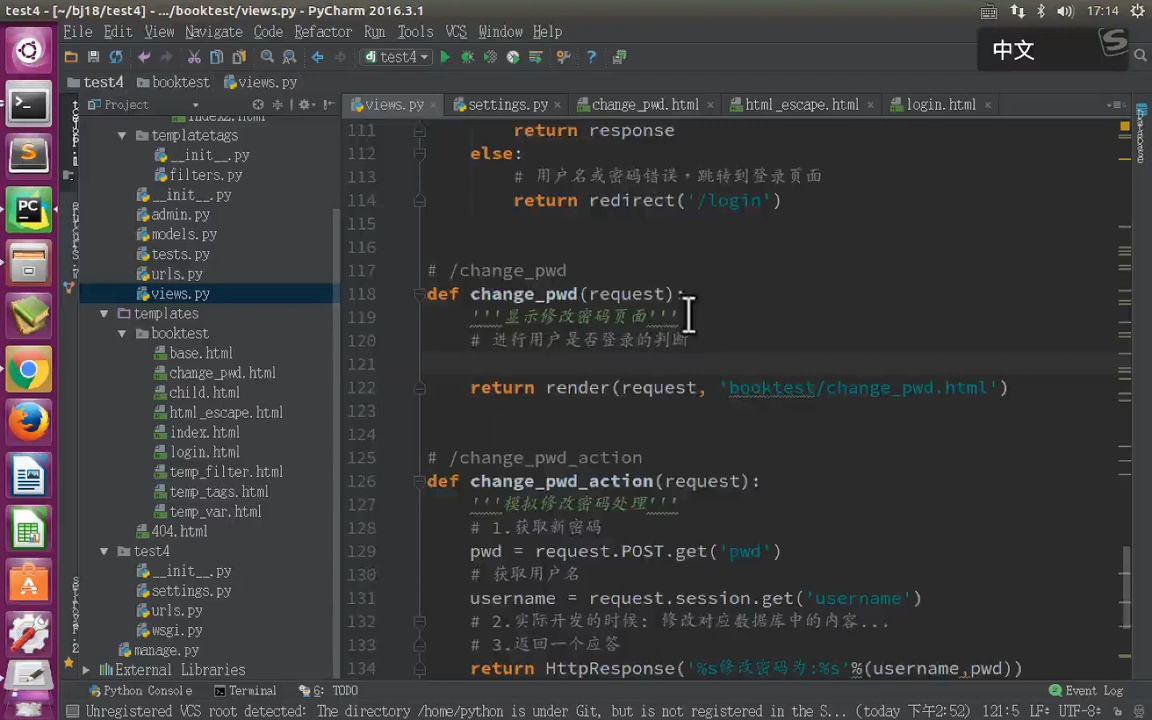 test4 - [~/bj18/test4] - .../booktest/views.py - PyCharm 2016.3.1
17:14
File Edit View Navigate Code Refactor Run Tools VCS Window Help
中文
test4
test4 booktest views.py
Project
views.py settings.py change_pwd.html html_escape.html login.html
index2.html
templatetags
__init__.py
filters.py
__init__.py
admin.py
models.py
tests.py
urls.py
views.py
templates
booktest
base.html
change_pwd.html
child.html
html_escape.html
index.html
login.html
temp_filter.html
temp_tags.html
temp_var.html
404.html
test4
__init__.py
settings.py
urls.py
wsgi.py
manage.py
External Libraries
111 return response
112 else:
113 # 用户名或密码错误，跳转到登录页面
114 return redirect('/login')
115
116
117 # /change_pwd
118 def change_pwd(request):
119 '''显示修改密码页面'''
120 # 进行用户是否登录的判断
121
122 return render(request, 'booktest/change_pwd.html')
123
124
125 # /change_pwd_action
126 def change_pwd_action(request):
127 '''模拟修改密码处理'''
128 # 1.获取新密码
129 pwd = request.POST.get('pwd')
130 # 获取用户名
131 username = request.session.get('username')
132 # 2.实际开发的时候: 修改对应数据库中的内容...
133 # 3.返回一个应答
134 return HttpResponse('%s修改密码为:%s'%(username,pwd))
Python Console Terminal 6: TODO Event Log
Unregistered VCS root detected: The directory /home/python is under Git, but is not registered in the S... (today 下午2:52) 121:5 LF÷ UTF-8÷